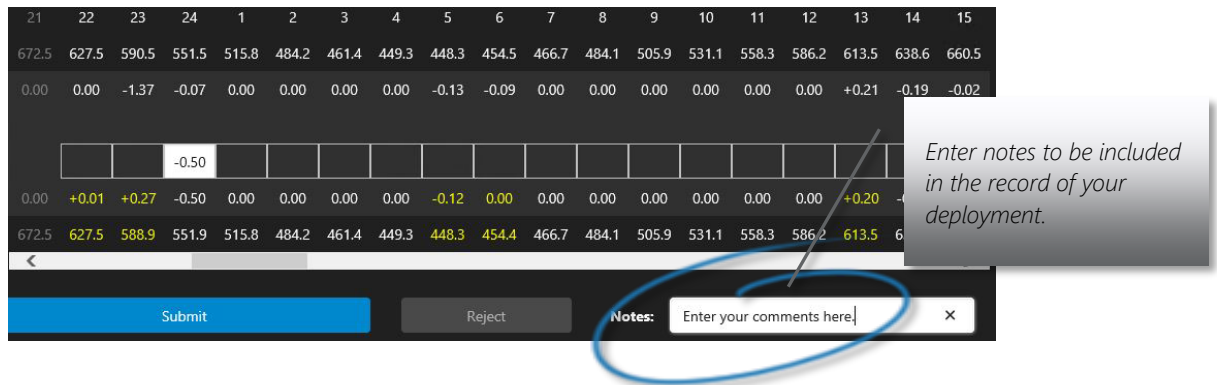 21 22 23 24 1 2 3 4 5 6 7 8 9 10 11 12 13 14 15
672.5 627.5 590.5 551.5 515.8 484.2 461.4 449.3 448.3 454.5 466.7 484.1 505.9 531.1 558.3 586.2 613.5 638.6 660.5
0.00 0.00 -1.37 -0.07 0.00 0.00 0.00 0.00 -0.13 -0.09 0.00 0.00 0.00 0.00 0.00 0.00 +0.21 -0.19 -0.02
-0.50
0.00 +0.01 +0.27 -0.50 0.00 0.00 0.00 0.00 -0.12 0.00 0.00 0.00 0.00 0.00 0.00 0.00 +0.20
672.5 627.5 588.9 551.9 515.8 484.2 461.4 449.3 448.3 454.4 466.7 484.1 505.9 531.1 558.3 586.2 613.5
Enter notes to be included
in the record of your
deployment.
Submit Reject Notes: Enter your comments here.